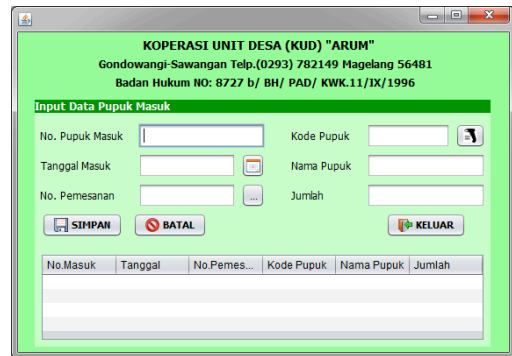 KOPERASI UNIT DESA (KUD) "ARUM"
Gondowangi-Sawangan Telp.(0293) 782149 Magelang 56481
Badan Hukum NO: 8727 b/ BH/ PAD/ KWK.11/IX/1996
Input Data Pupuk Masuk
No. Pupuk Masuk Kode Pupuk
Tanggal Masuk Nama Pupuk
No. Pemesanan ... Jumlah
SIMPAN BATAL KELUAR
No.Masuk Tanggal No.Pemes... Kode Pupuk Nama Pupuk Jumlah